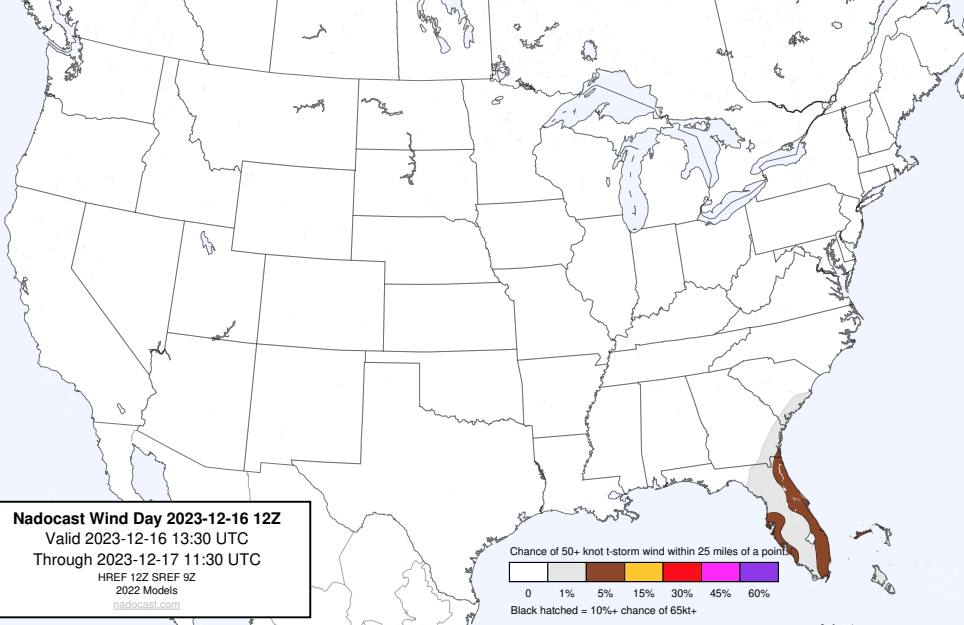 Nadocast Wind Day 2023-12-16 12Z
Valid 2023-12-16 13:30 UTC
Through 2023-12-17 11:30 UTC
HREF 12Z SREF 9Z
2022 Models
nadocast.com
Chance of 50+ knot t-storm wind within 25 miles of a point.
0 1% 5% 15% 30% 45% 60%
Black hatched = 10%+ chance of 65kt+